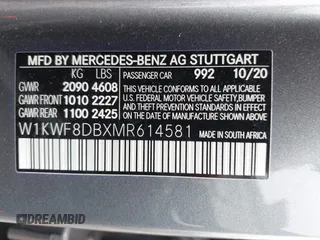 MFD BY MERCEDES-BENZ AG STUTTGART
KG LBS PASSENGER CAR 992 10/20
GVWR 2090 4608
GAWR FRONT 1010 2227
GAWR REAR 1100 2425
THIS VEHICLE CONFORMS TO ALL APPLICABLE
U.S. FEDERAL MOTOR VEHICLE SAFETY,
BUMPER, AND THEFT PREVENTION
STANDARDS IN EFFECT ON THE DATE
OF MANUFACTURE SHOWN ABOVE.
W1KWF8DBXMR614581
MADE IN SOUTH AFRICA
DREAMBID